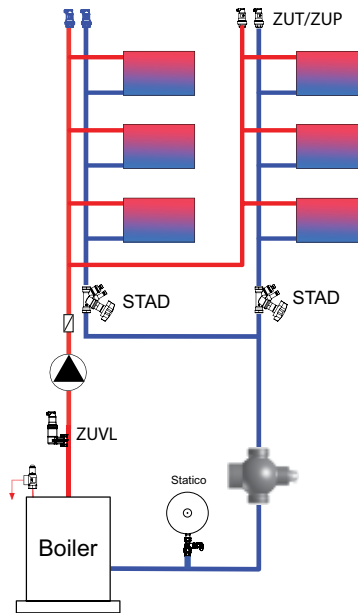 ZUT/ZUP
STAD
STAD
ZUVL
Statico
Boiler